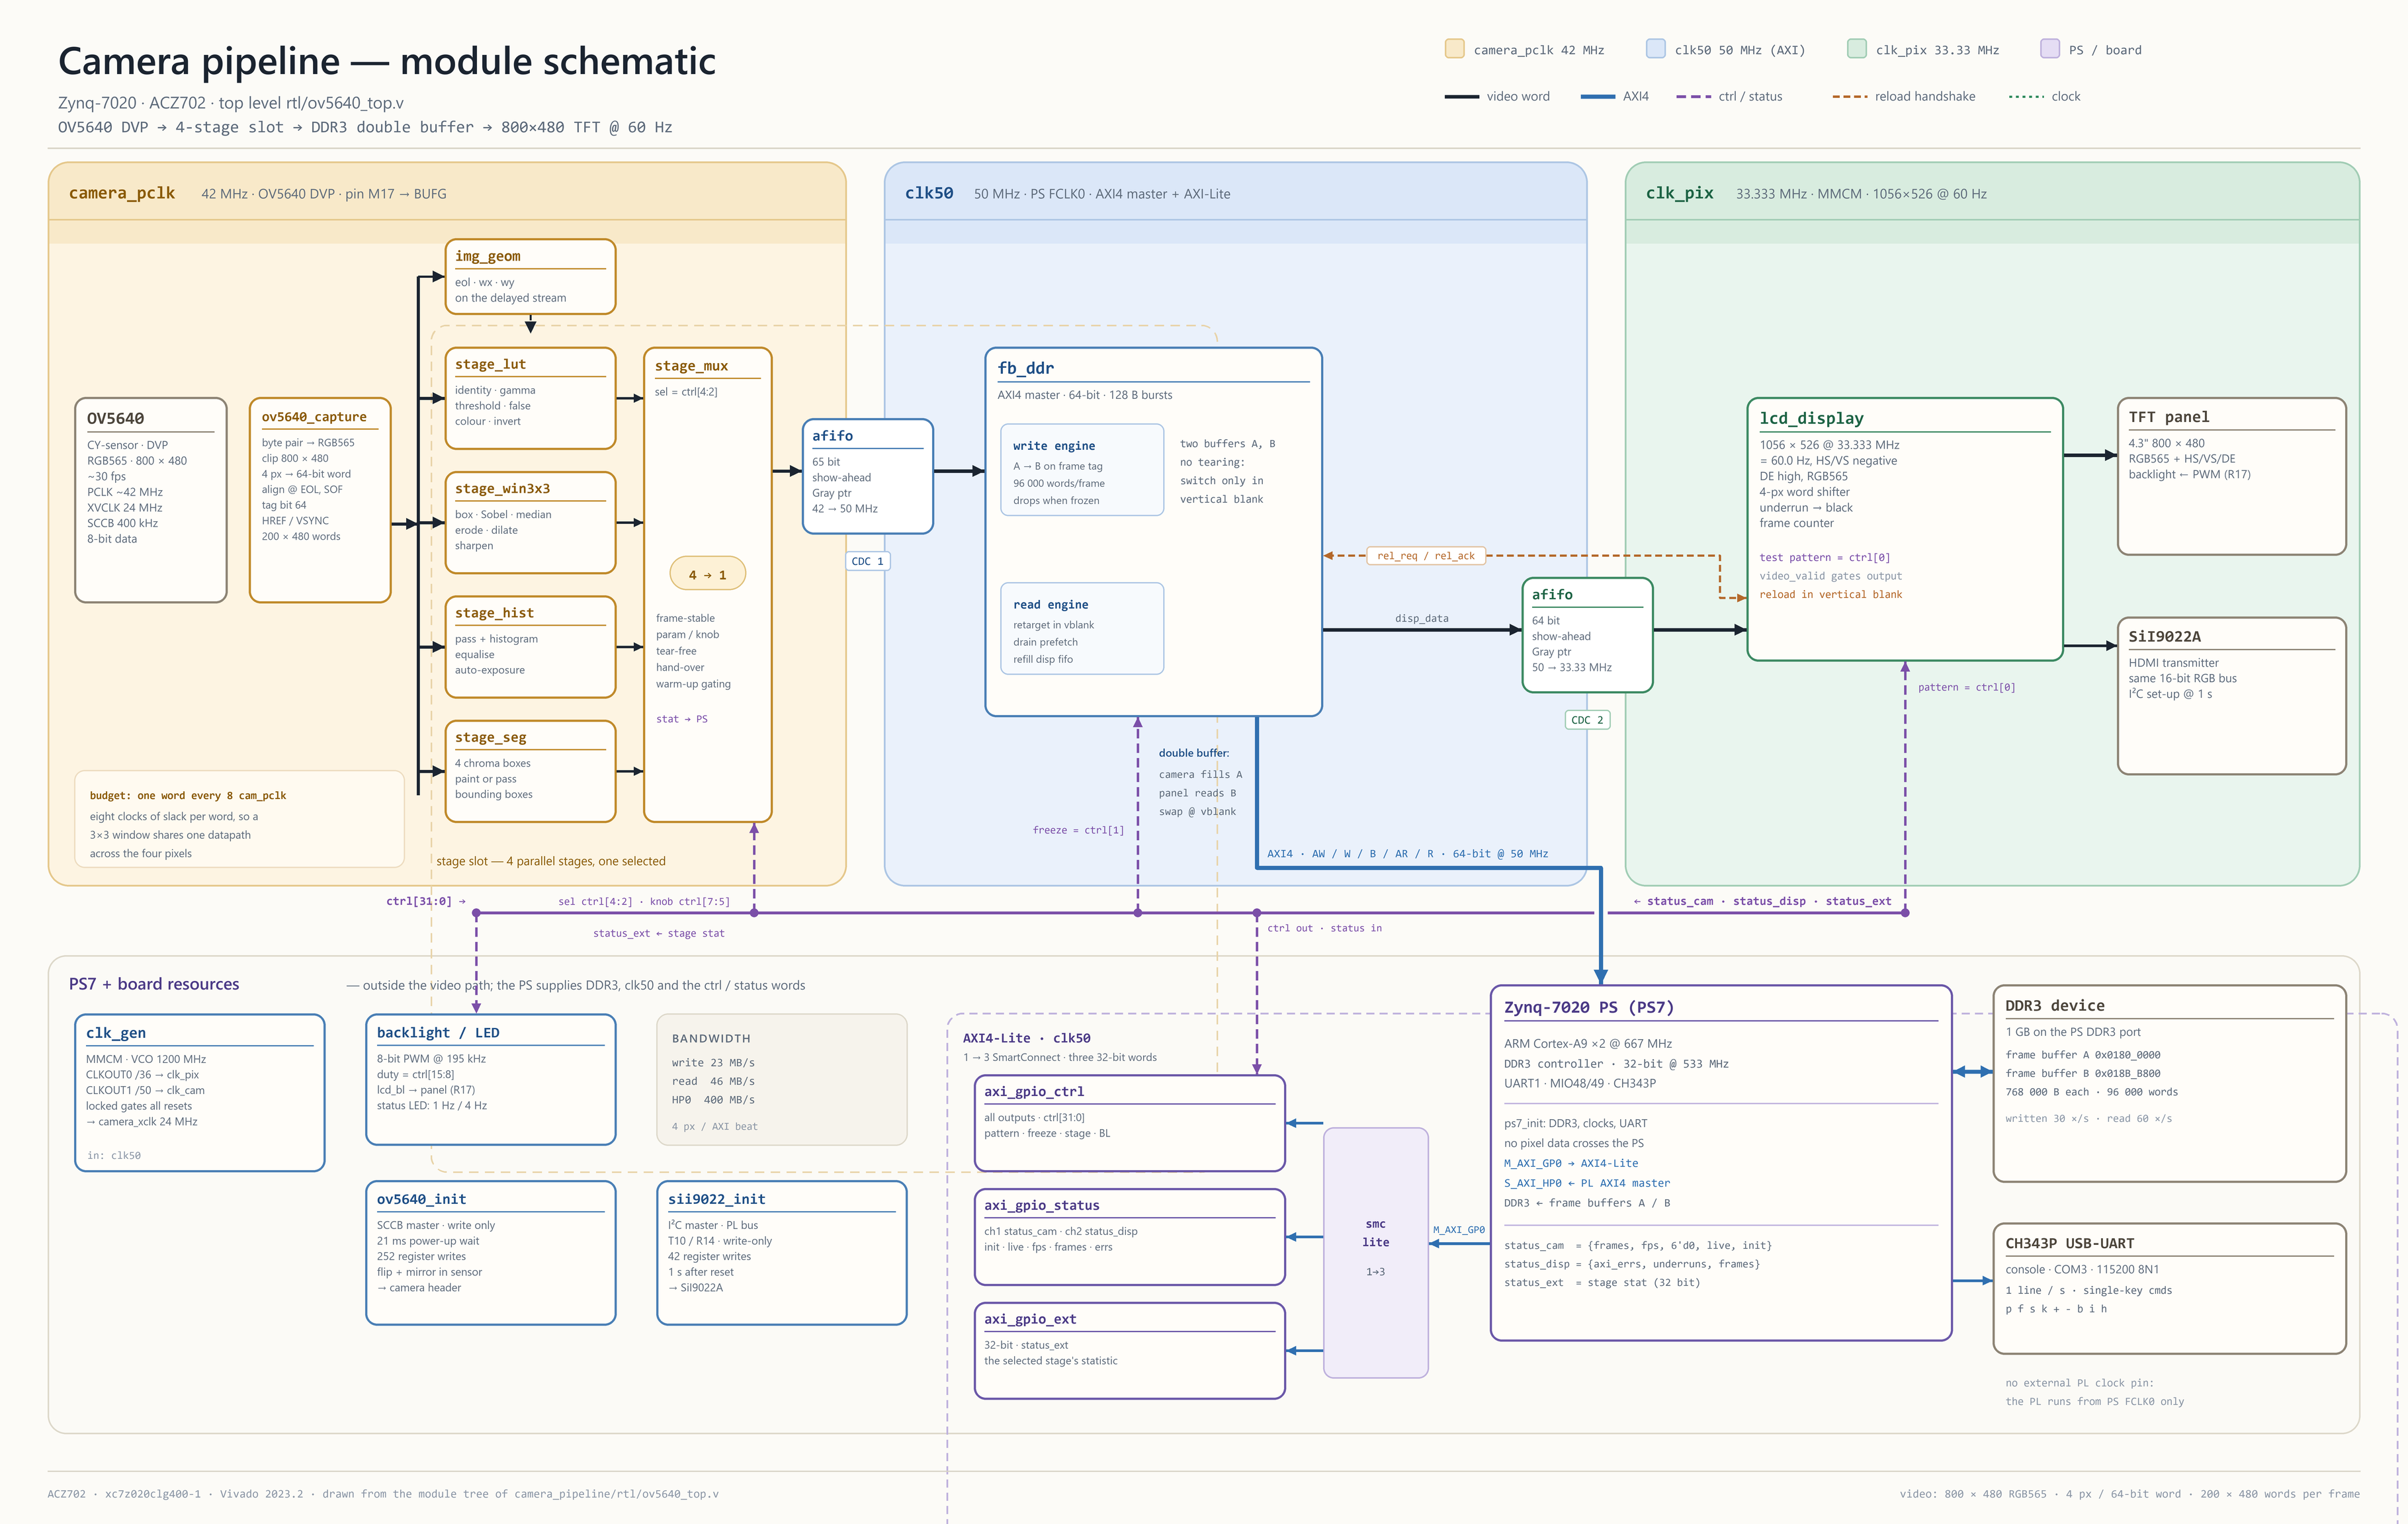 Camera pipeline — module schematic
Zynq-7020 · ACZ702 · top level rtl/ov5640_top.v
OV5640 DVP → 4-stage slot → DDR3 double buffer → 800×480 TFT @ 60 Hz
camera_pclk 42 MHz
clk50 50 MHz (AXI)
clk_pix 33.33 MHz
PS / board
video word
AXI4
ctrl / status
reload handshake
clock
camera_pclk
42 MHz · OV5640 DVP · pin M17 → BUFG
img_geom
eol · wx · wy
on the delayed stream
OV5640
CY-sensor · DVP
RGB565 · 800 × 480
~30 fps
PCLK ~42 MHz
XVCLK 24 MHz
SCCB 400 kHz
8-bit data
ov5640_capture
byte pair → RGB565
clip 800 × 480
4 px → 64-bit word
align @ EOL, SOF
tag bit 64
HREF / VSYNC
200 × 480 words
stage_lut
identity · gamma
threshold · false
colour · invert
stage_win3x3
box · Sobel · median
erode · dilate
sharpen
stage_hist
pass + histogram
equalise
auto-exposure
stage_seg
4 chroma boxes
paint or pass
bounding boxes
stage_mux
sel = ctrl[4:2]
4 → 1
frame-stable
param / knob
tear-free
hand-over
warm-up gating
stat → PS
budget: one word every 8 cam_pclk
eight clocks of slack per word, so a
3×3 window shares one datapath
across the four pixels
stage slot — 4 parallel stages, one selected
afifo
65 bit
show-ahead
Gray ptr
42 → 50 MHz
CDC 1
clk50
50 MHz · PS FCLK0 · AXI4 master + AXI-Lite
fb_ddr
AXI4 master · 64-bit · 128 B bursts
write engine
A → B on frame tag
96 000 words/frame
drops when frozen
two buffers A, B
no tearing:
switch only in
vertical blank
read engine
retarget in vblank
drain prefetch
refill disp fifo
rel_req / rel_ack
disp_data
double buffer:
camera fills A
panel reads B
swap @ vblank
freeze = ctrl[1]
AXI4 · AW / W / B / AR / R · 64-bit @ 50 MHz
afifo
64 bit
show-ahead
Gray ptr
50 → 33.33 MHz
CDC 2
clk_pix
33.333 MHz · MMCM · 1056×526 @ 60 Hz
lcd_display
1056 × 526 @ 33.333 MHz
= 60.0 Hz, HS/VS negative
DE high, RGB565
4-px word shifter
underrun → black
frame counter
test pattern = ctrl[0]
video_valid gates output
reload in vertical blank
TFT panel
4.3" 800 × 480
RGB565 + HS/VS/DE
backlight ← PWM (R17)
SiI9022A
HDMI transmitter
same 16-bit RGB bus
I²C set-up @ 1 s
pattern = ctrl[0]
ctrl[31:0] →
sel ctrl[4:2] · knob ctrl[7:5]
status_ext ← stage stat
ctrl out · status in
← status_cam · status_disp · status_ext
PS7 + board resources
— outside the video path; the PS supplies DDR3, clk50 and the ctrl / status words
clk_gen
MMCM · VCO 1200 MHz
CLKOUT0 /36 → clk_pix
CLKOUT1 /50 → clk_cam
locked gates all resets
→ camera_xclk 24 MHz
in: clk50
backlight / LED
8-bit PWM @ 195 kHz
duty = ctrl[15:8]
lcd_bl → panel (R17)
status LED: 1 Hz / 4 Hz
BANDWIDTH
write 23 MB/s
read 46 MB/s
HP0 400 MB/s
4 px / AXI beat
ov5640_init
SCCB master · write only
21 ms power-up wait
252 register writes
flip + mirror in sensor
→ camera header
sii9022_init
I²C master · PL bus
T10 / R14 · write-only
42 register writes
1 s after reset
→ SiI9022A
AXI4-Lite · clk50
1 → 3 SmartConnect · three 32-bit words
axi_gpio_ctrl
all outputs · ctrl[31:0]
pattern · freeze · stage · BL
axi_gpio_status
ch1 status_cam · ch2 status_disp
init · live · fps · frames · errs
axi_gpio_ext
32-bit · status_ext
the selected stage's statistic
smc
lite
1→3
M_AXI_GP0
Zynq-7020 PS (PS7)
ARM Cortex-A9 ×2 @ 667 MHz
DDR3 controller · 32-bit @ 533 MHz
UART1 · MIO48/49 · CH343P
ps7_init: DDR3, clocks, UART
no pixel data crosses the PS
M_AXI_GP0 → AXI4-Lite
S_AXI_HP0 ← PL AXI4 master
DDR3 ← frame buffers A / B
status_cam = {frames, fps, 6'd0, live, init}
status_disp = {axi_errs, underruns, frames}
status_ext = stage stat (32 bit)
DDR3 device
1 GB on the PS DDR3 port
frame buffer A 0x0180_0000
frame buffer B 0x018B_B800
768 000 B each · 96 000 words
written 30 ×/s · read 60 ×/s
CH343P USB-UART
console · COM3 · 115200 8N1
1 line / s · single-key cmds
p f s k + - b i h
no external PL clock pin:
the PL runs from PS FCLK0 only
ACZ702 · xc7z020clg400-1 · Vivado 2023.2 · drawn from the module tree of camera_pipeline/rtl/ov5640_top.v
video: 800 × 480 RGB565 · 4 px / 64-bit word · 200 × 480 words per frame